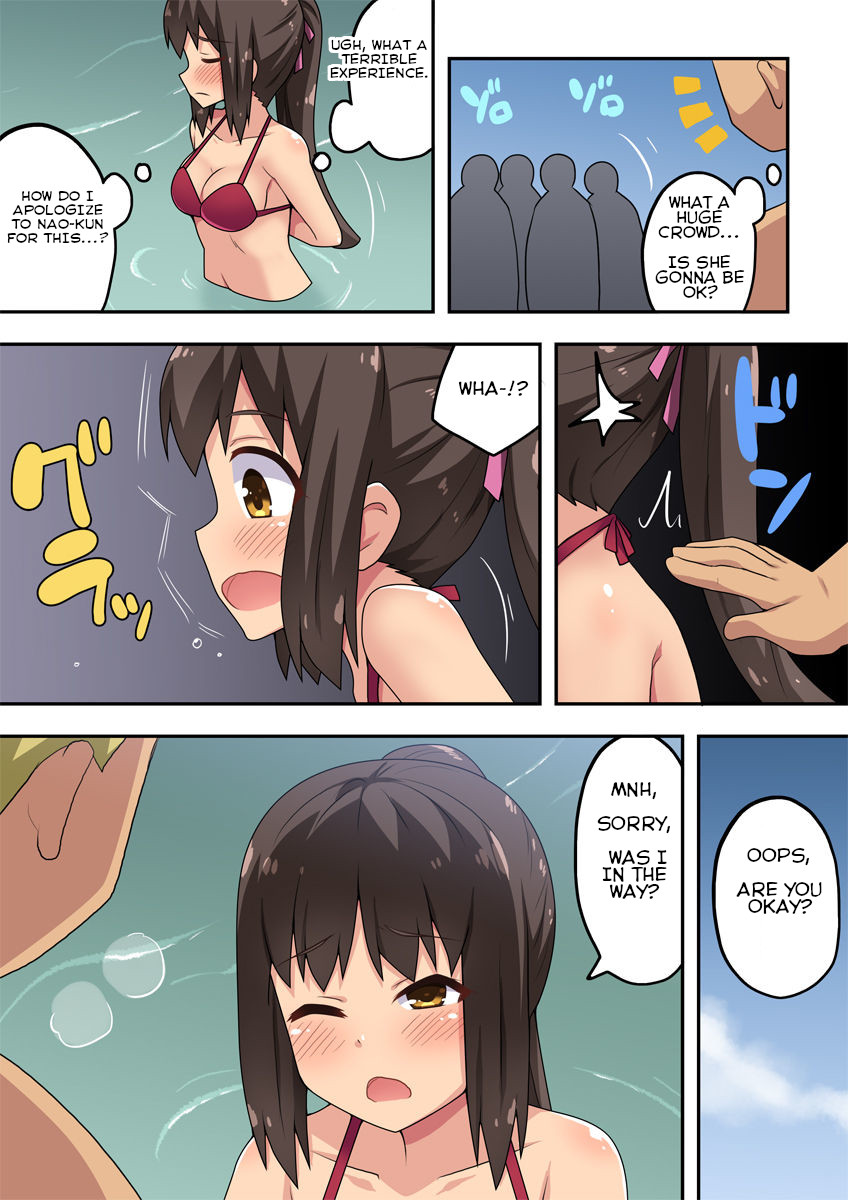 ゾロ
ゾロ
WHAT A
HUGE
CROWD...
IS SHE
GONNA BE
OK?
UGH, WHAT A
TERRIBLE
EXPERIENCE.
HOW DO I
APOLOGIZE
TO NAO-KUN
FOR THIS...?
ドン
WHA-!?
グラッ
OOPS,
ARE YOU
OKAY?
MNH,
SORRY,
WAS I
IN THE
WAY?